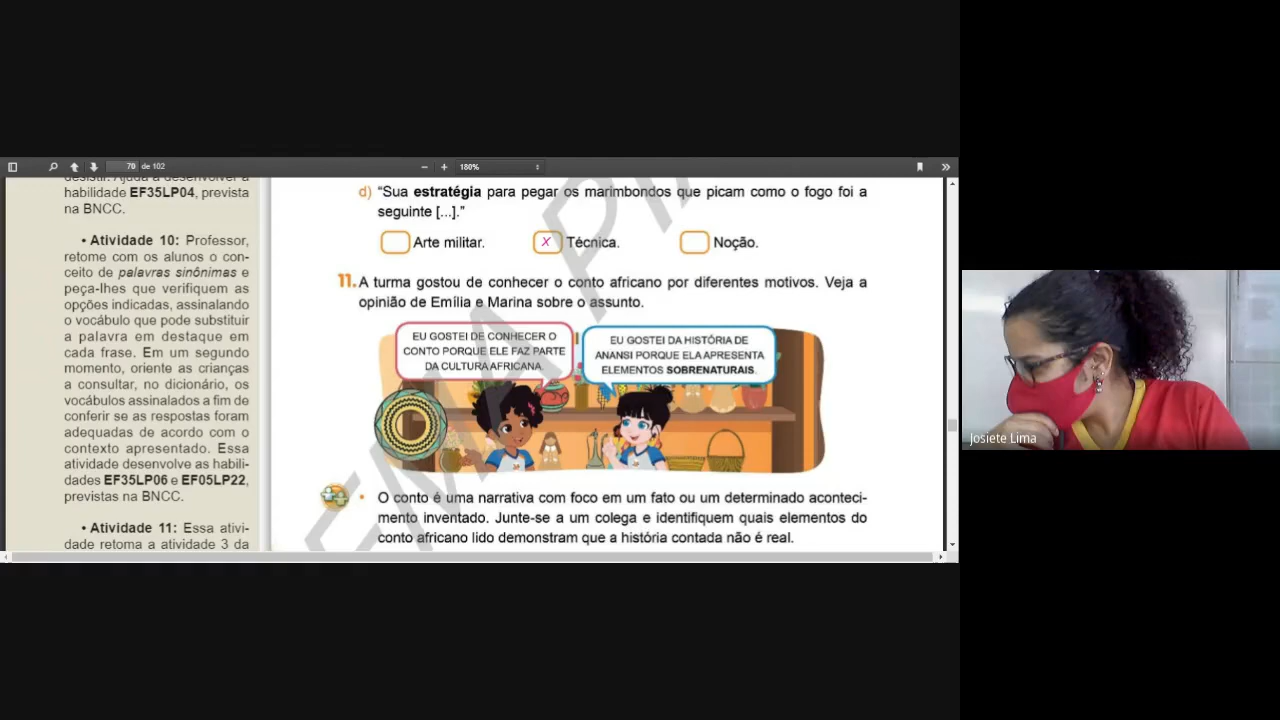 70 de 102
180%
desistir. Ajuda a desenvolver a
habilidade EF35LP04, prevista
na BNCC.
• Atividade 10: Professor,
retome com os alunos o con-
ceito de palavras sinônimas e
peça-lhes que verifiquem as
opções indicadas, assinalando
o vocábulo que pode substituir
a palavra em destaque em
cada frase. Em um segundo
momento, oriente as crianças
a consultar, no dicionário, os
vocábulos assinalados a fim de
conferir se as respostas foram
adequadas de acordo com o
contexto apresentado. Essa
atividade desenvolve as habili-
dades EF35LP06 e EF05LP22,
previstas na BNCC.
• Atividade 11: Essa ativi-
dade retoma a atividade 3 da
d) “Sua estratégia para pegar os marimbondos que picam como o fogo foi a
seguinte [...].”
Arte militar. X Técnica. Noção.
11. A turma gostou de conhecer o conto africano por diferentes motivos. Veja a
opinião de Emília e Marina sobre o assunto.
EU GOSTEI DE CONHECER O
CONTO PORQUE ELE FAZ PARTE
DA CULTURA AFRICANA.
EU GOSTEI DA HISTÓRIA DE
ANANSI PORQUE ELA APRESENTA
ELEMENTOS SOBRENATURAIS.
• O conto é uma narrativa com foco em um fato ou um determinado aconteci-
mento inventado. Junte-se a um colega e identifiquem quais elementos do
conto africano lido demonstram que a história contada não é real.
Josiete Lima